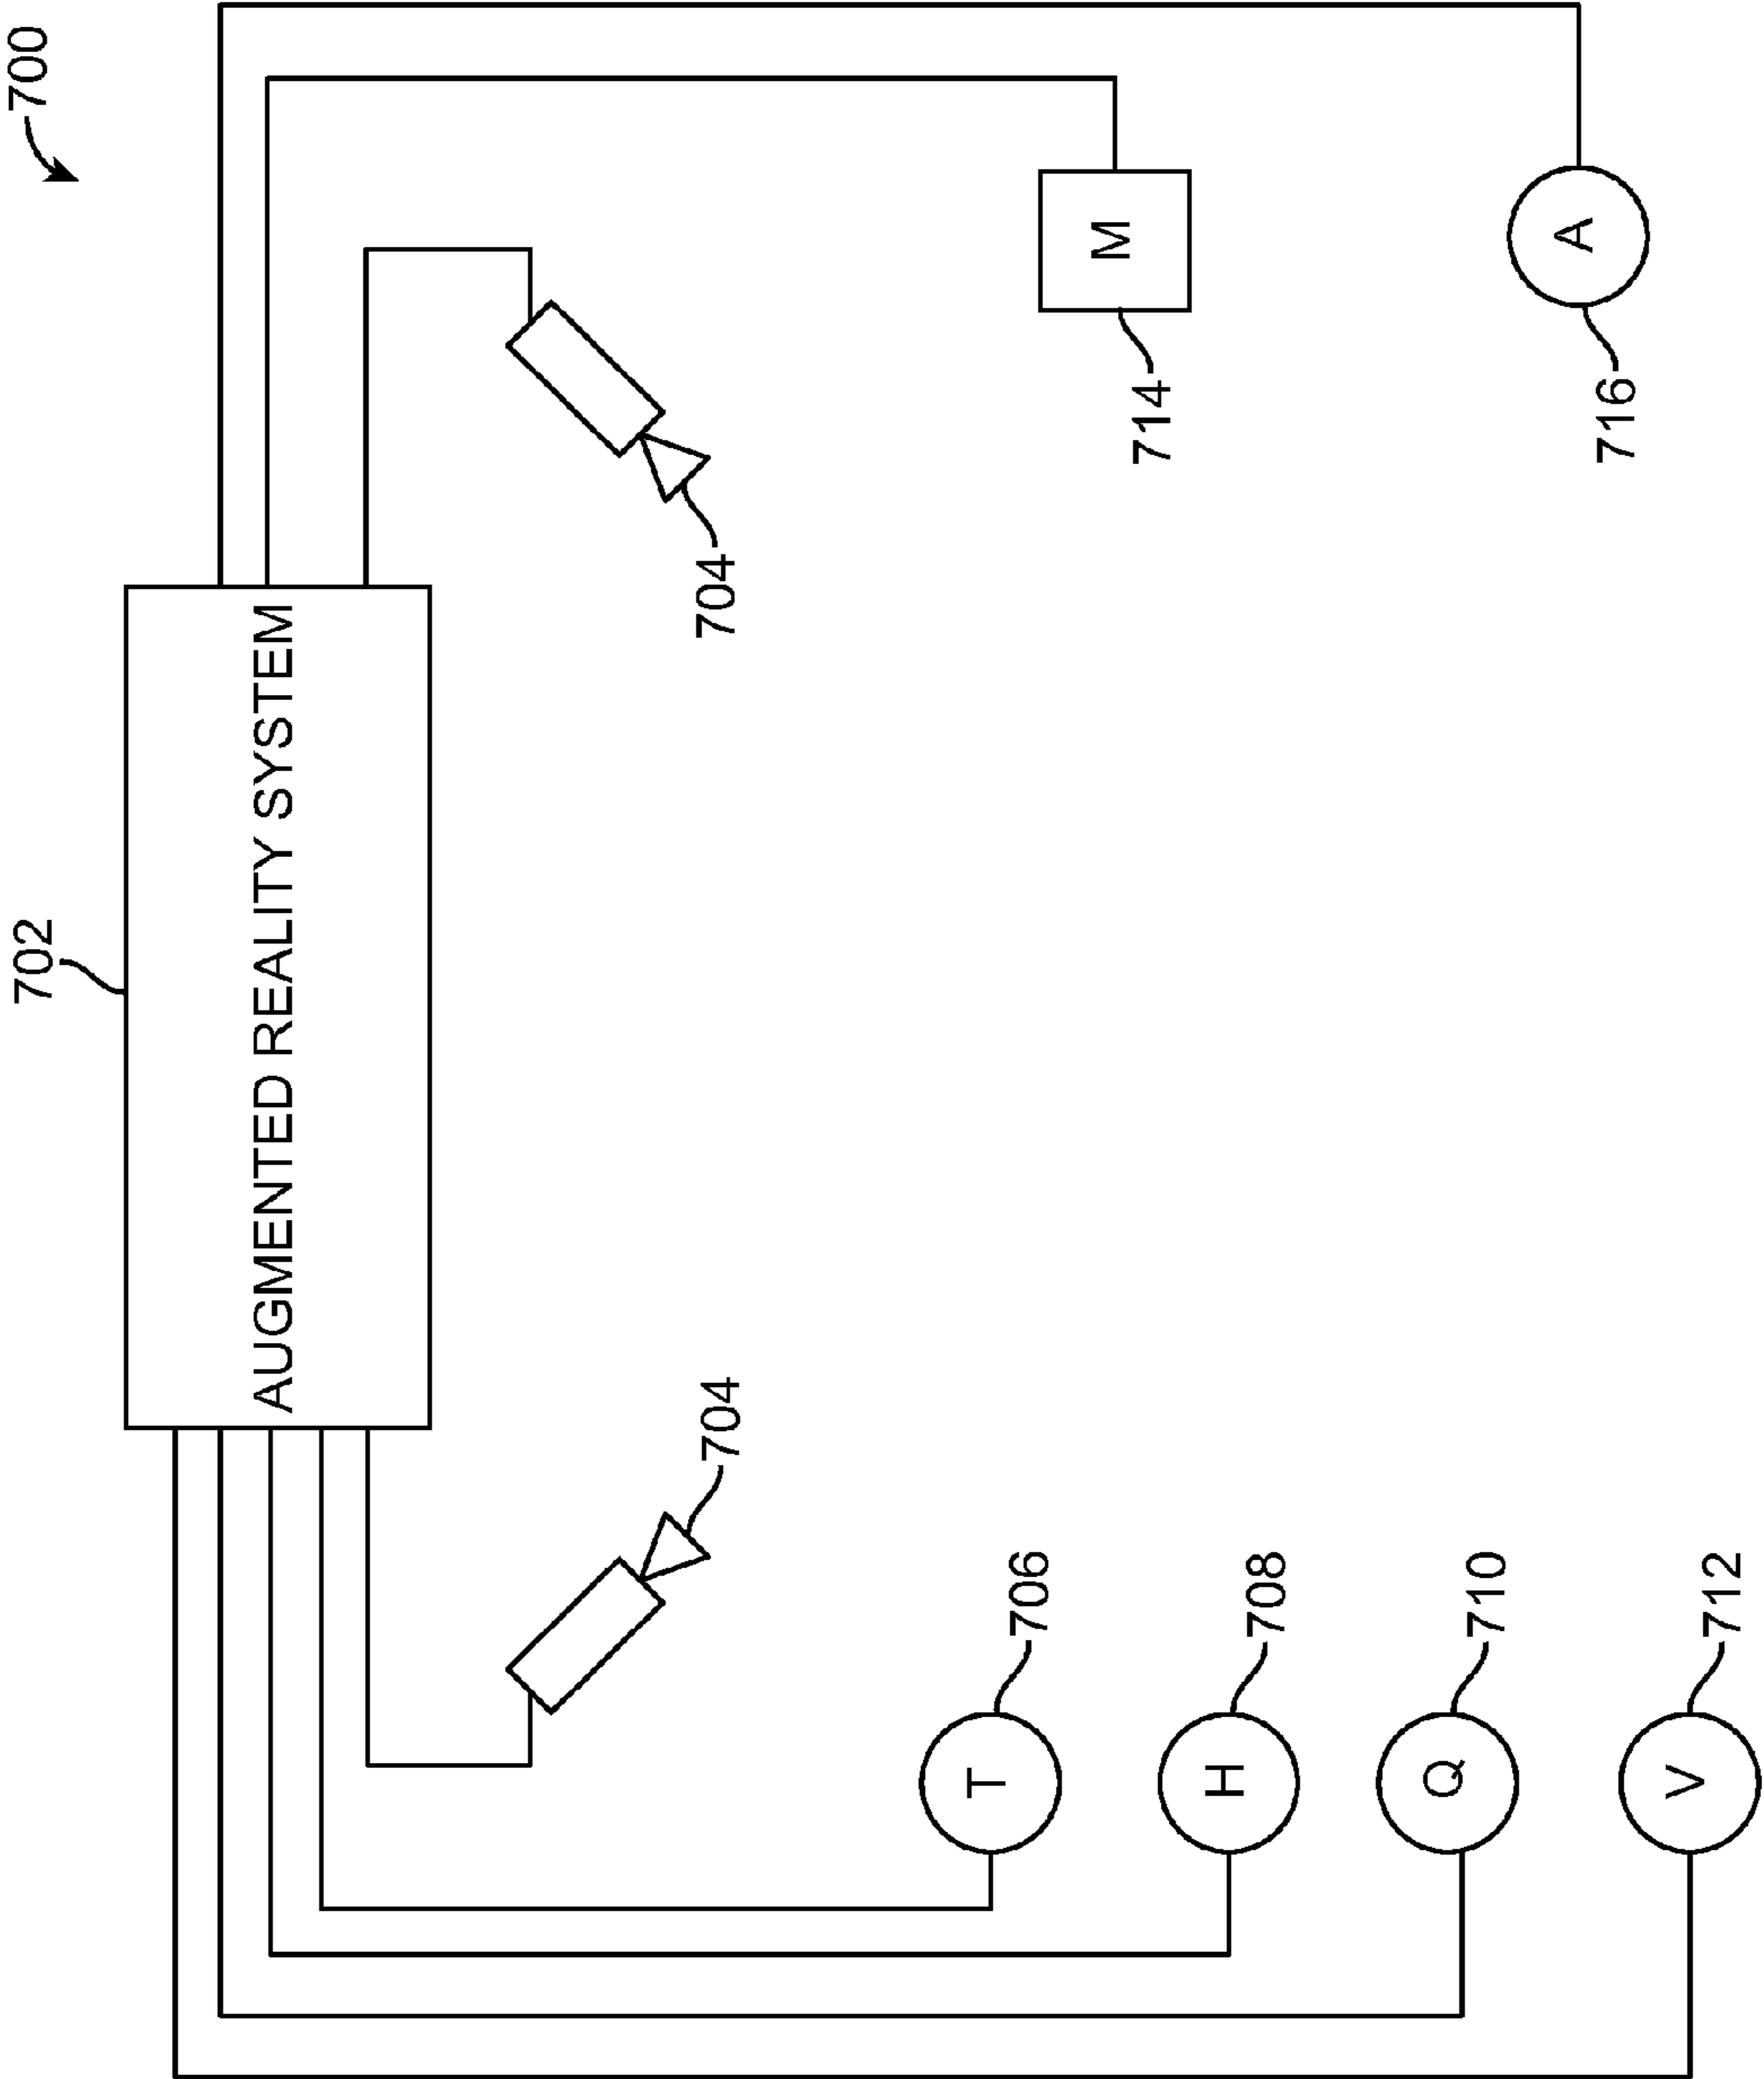 700
702
AUGMENTED REALITY SYSTEM
704
704
T
706
H
708
Q
710
V
712
M
714
A
716